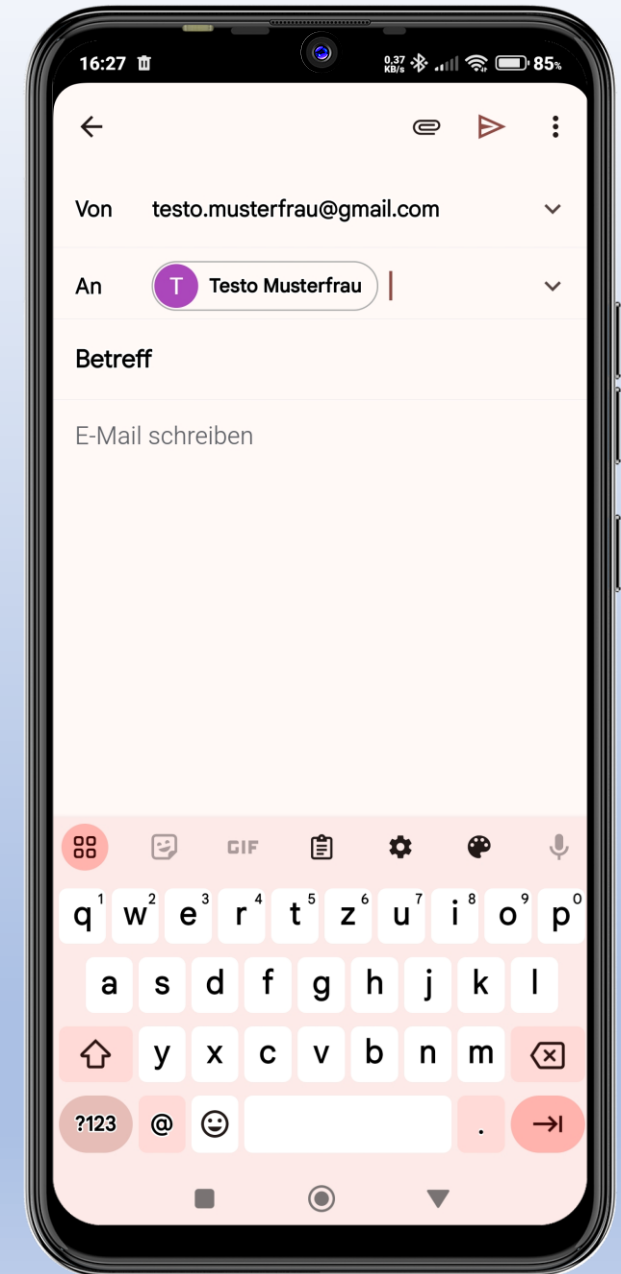 16:27 0,37 KB/s 85%
Von testo.musterfrau@gmail.com
An T Testo Musterfrau
Betreff
E-Mail schreiben
GIF
q1 w2 e3 r4 t5 z6 u7 i8 o9 p0
a s d f g h j k l
y x c v b n m
?123 @ .